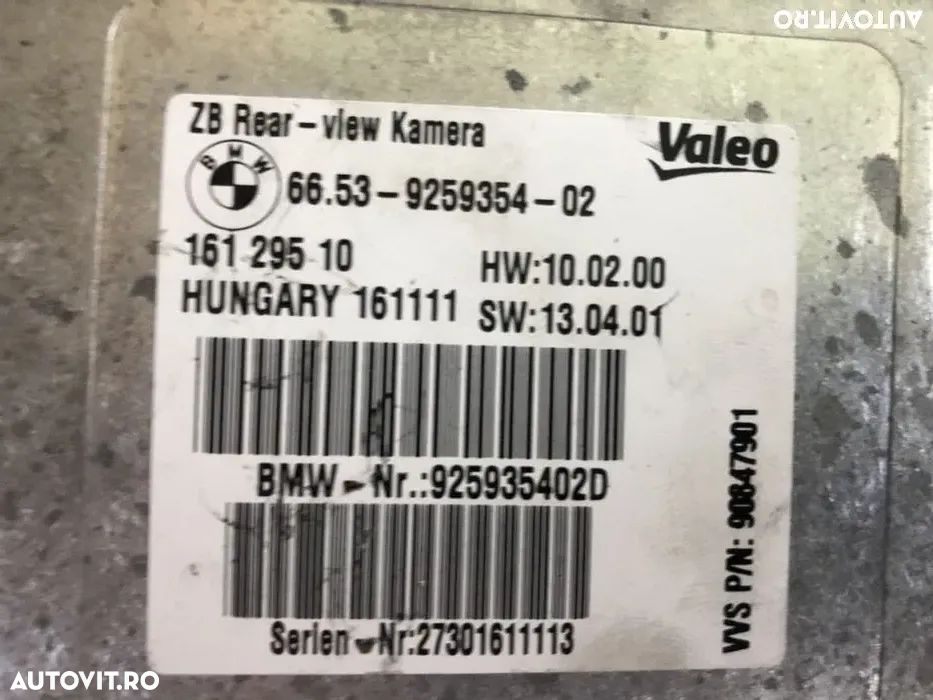 AUTOVIT.RO
ZB Rear-view Kamera
Valeo
BMW
66.53-9259354-02
161 295 10
HW:10.02.00
HUNGARY 161111
SW:13.04.01
BMW-Nr.:925935402D
Serien-Nr:27301611113
VVS P/N: 90847901
AUTOVIT.RO